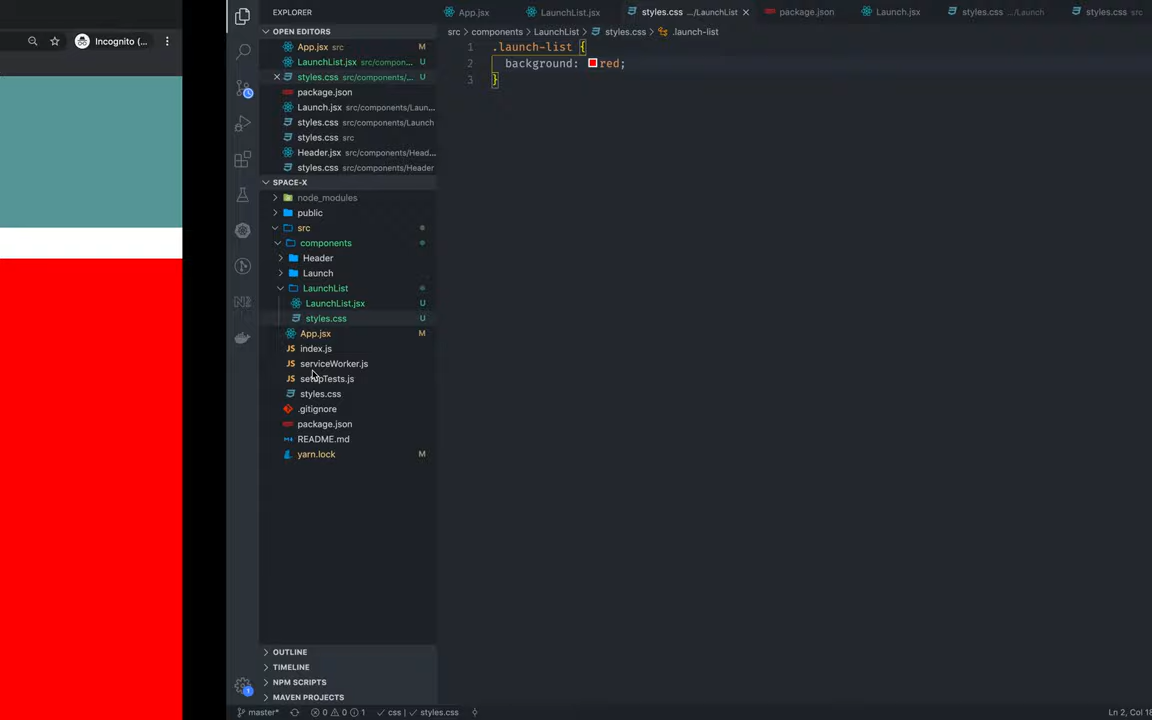 Incognito (...
EXPLORER
OPEN EDITORS
App.jsx src M
LaunchList.jsx src/compon... U
styles.css src/components/... U
package.json
Launch.jsx src/components/Laun...
styles.css src/components/Launch
styles.css src
Header.jsx src/components/Head...
styles.css src/components/Header
SPACE-X
node_modules
public
src
components
Header
Launch
LaunchList
LaunchList.jsx U
styles.css U
App.jsx M
JS index.js
JS serviceWorker.js
JS setupTests.js
styles.css
.gitignore
package.json
README.md
yarn.lock M
OUTLINE
TIMELINE
NPM SCRIPTS
MAVEN PROJECTS
App.jsx LaunchList.jsx styles.css .../LaunchList package.json Launch.jsx styles.css .../Launch styles.css src
src > components > LaunchList > styles.css > .launch-list
1 .launch-list {
2 background: red;
3 }
1
master* 0 0 1 css styles.css Ln 2, Col 18